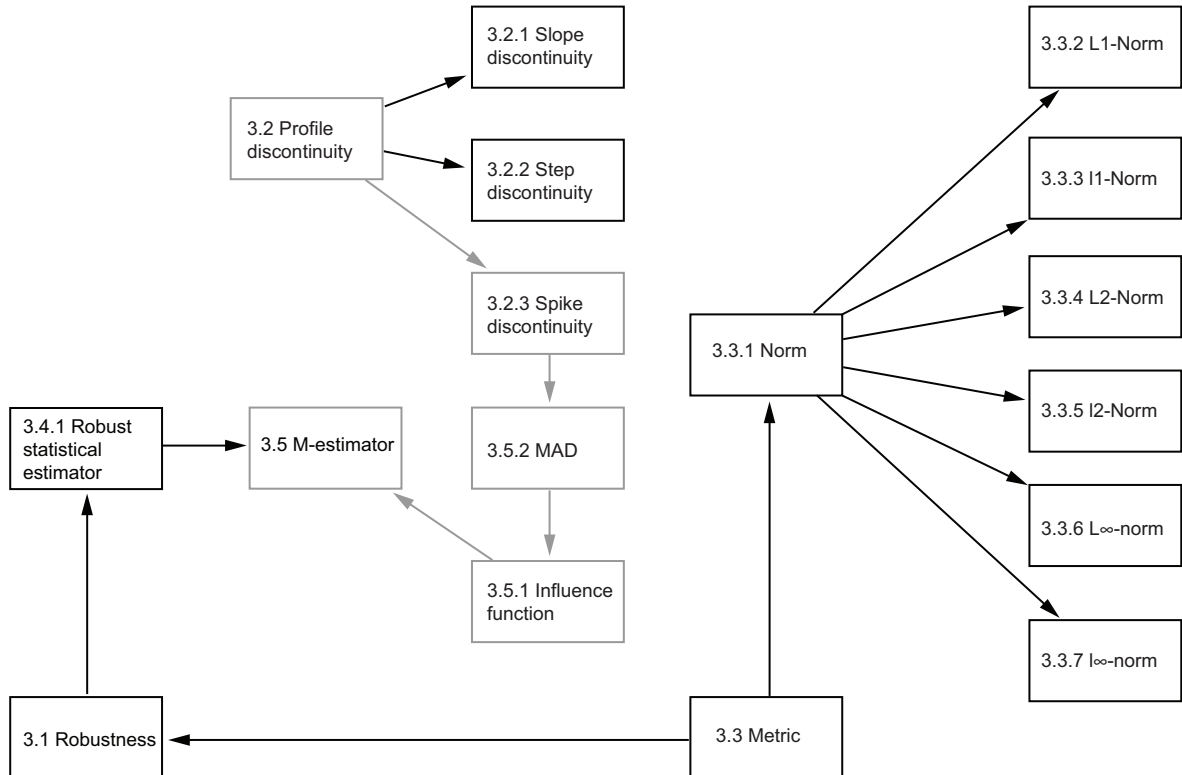 3.2.1 Slope
discontinuity
3.3.2 L1-Norm
3.2 Profile
discontinuity
3.2.2 Step
discontinuity
3.3.3 l1-Norm
3.2.3 Spike
discontinuity
3.3.4 L2-Norm
3.3.1 Norm
3.3.5 l2-Norm
3.4.1 Robust
statistical
estimator
3.5 M-estimator
3.5.2 MAD
3.3.6 L∞-norm
3.5.1 Influence
function
3.3.7 l∞-norm
3.1 Robustness
3.3 Metric